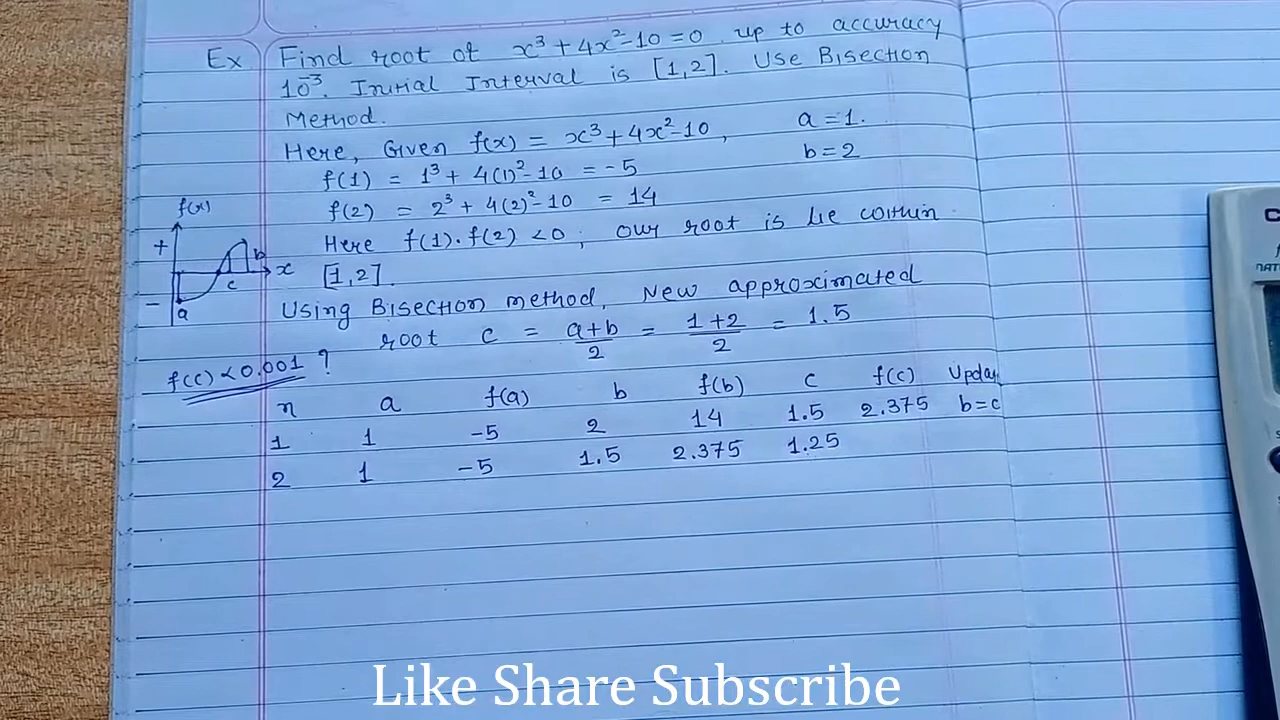 Ex Find root of x³ + 4x² - 10 = 0 up to accuracy
10⁻³. Initial Interval is [1,2]. Use Bisection
Method.
Here, Given f(x) = x³ + 4x² - 10, a = 1.
f(1) = 1³ + 4(1)² - 10 = -5 b = 2
f(2) = 2³ + 4(2)² - 10 = 14
Here f(1).f(2) < 0, our root is lie within
[1,2].
f(x)
+
b
x
c
-
a
Using Bisection method, New approximated
root c = a+b/2 = 1+2/2 = 1.5
f(c) < 0.001 ?
n a f(a) b f(b) c f(c) Updat
1 1 -5 2 14 1.5 2.375 b=c
2 1 -5 1.5 2.375 1.25
Like Share Subscribe